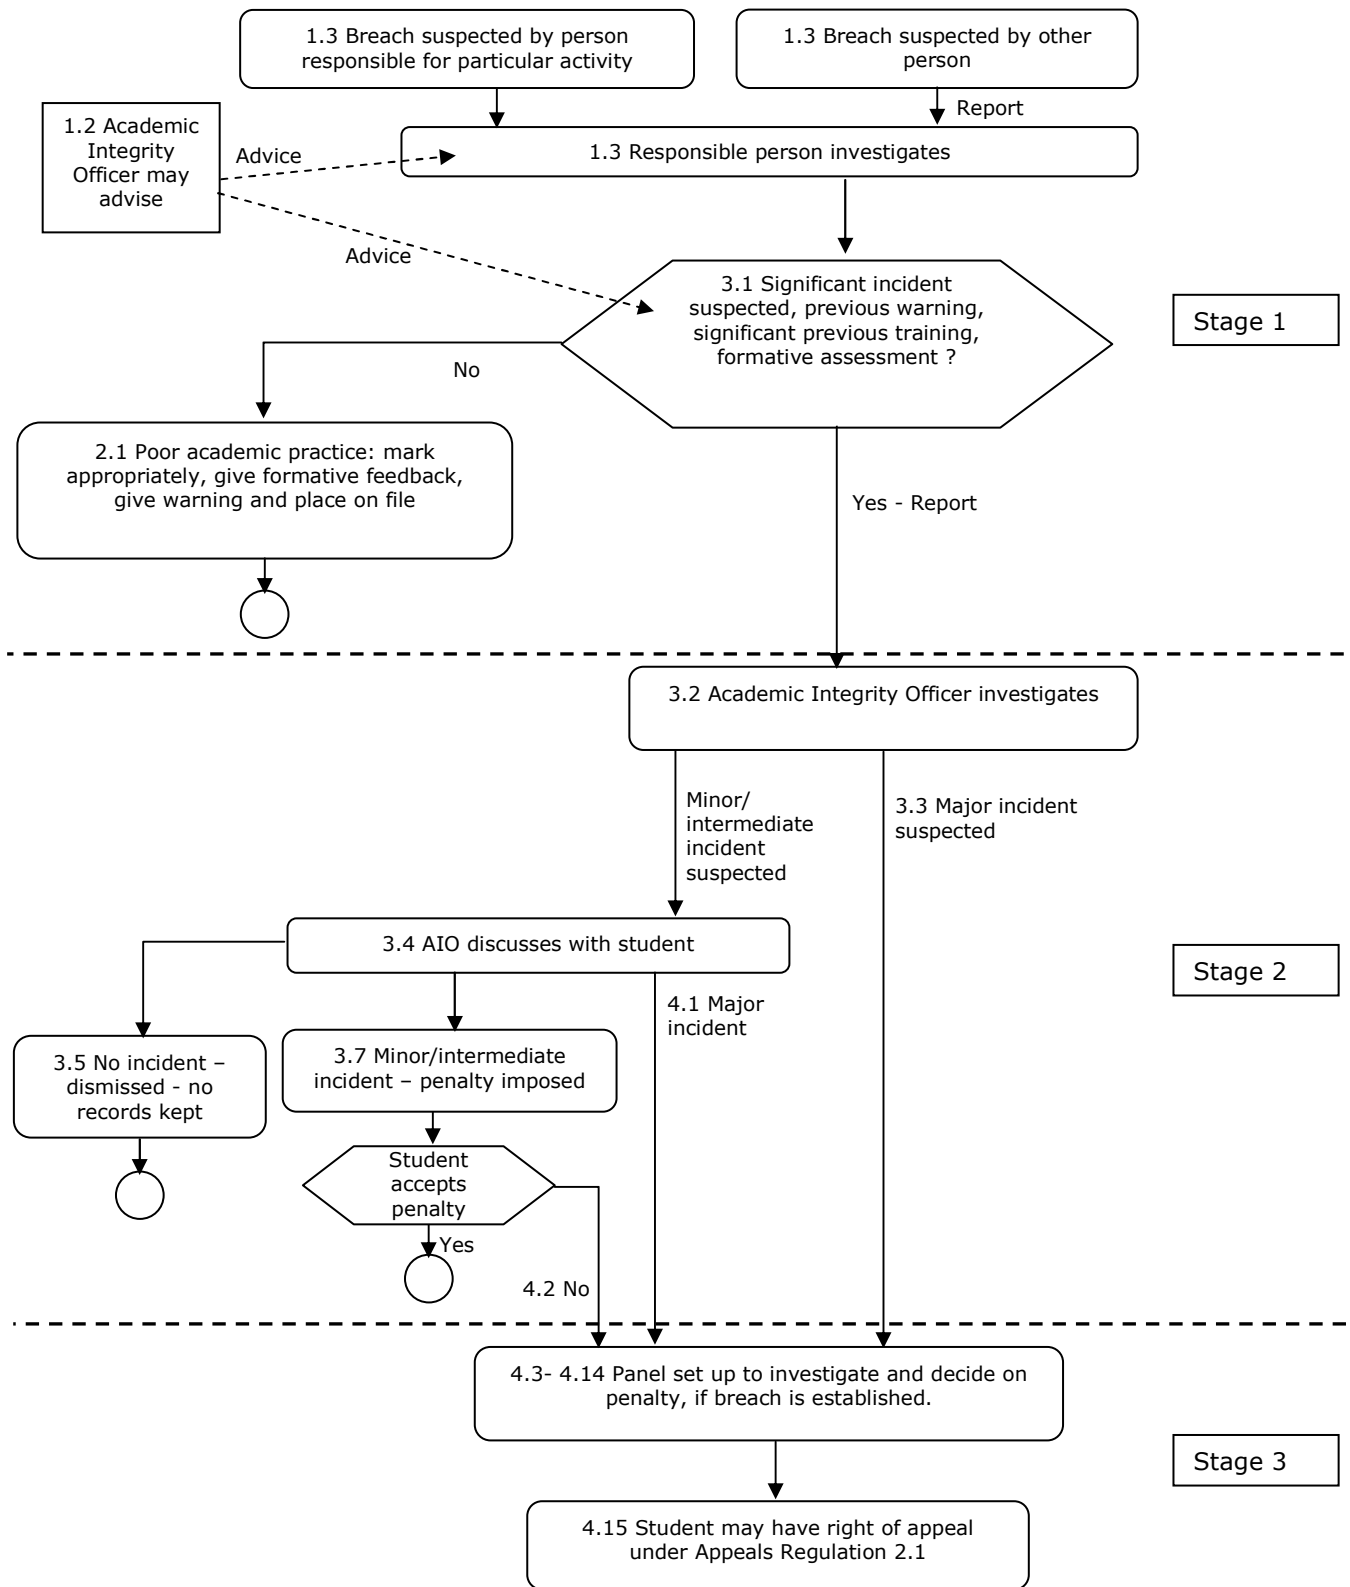 1.3 Breach suspected by person
responsible for particular activity
1.3 Breach suspected by other
person
Report
1.2 Academic
Integrity
Officer may
advise
Advice
1.3 Responsible person investigates
Advice
3.1 Significant incident
suspected, previous warning,
significant previous training,
formative assessment ?
Stage 1
No
2.1 Poor academic practice: mark
appropriately, give formative feedback,
give warning and place on file
Yes - Report
3.2 Academic Integrity Officer investigates
Minor/
intermediate
incident
suspected
3.3 Major incident
suspected
3.4 AIO discusses with student
Stage 2
4.1 Major
incident
3.5 No incident –
dismissed - no
records kept
3.7 Minor/intermediate
incident – penalty imposed
Student
accepts
penalty
Yes
4.2 No
4.3- 4.14 Panel set up to investigate and decide on
penalty, if breach is established.
Stage 3
4.15 Student may have right of appeal
under Appeals Regulation 2.1